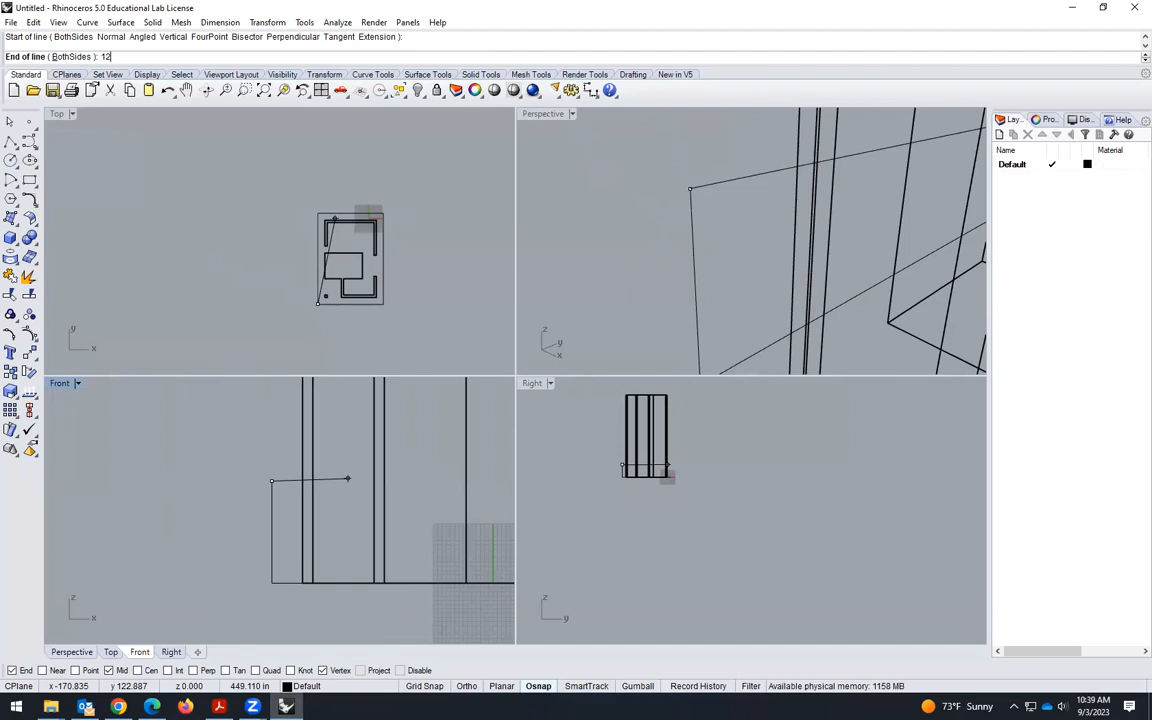 Untitled - Rhinoceros 5.0 Educational Lab License
File Edit View Curve Surface Solid Mesh Dimension Transform Tools Analyze Render Panels Help
Start of line ( BothSides Normal Angled Vertical FourPoint Bisector Perpendicular Tangent Extension ):
End of line ( BothSides ): 12
Standard CPlanes Set View Display Select Viewport Layout Visibility Transform Curve Tools Surface Tools Solid Tools Mesh Tools Render Tools Drafting New in V5
Top Perspective
Lay... Pro... Dis... Help
Name Material
Default
y x
z y x
Front Right
z x
z y
Perspective Top Front Right
End Near Point Mid Cen Int Perp Tan Quad Knot Vertex Project Disable
CPlane x -170.835 y 122.887 z 0.000 449.110 in Default Grid Snap Ortho Planar Osnap SmartTrack Gumball Record History Filter Available physical memory: 1158 MB
73°F Sunny 10:39 AM
9/3/2023